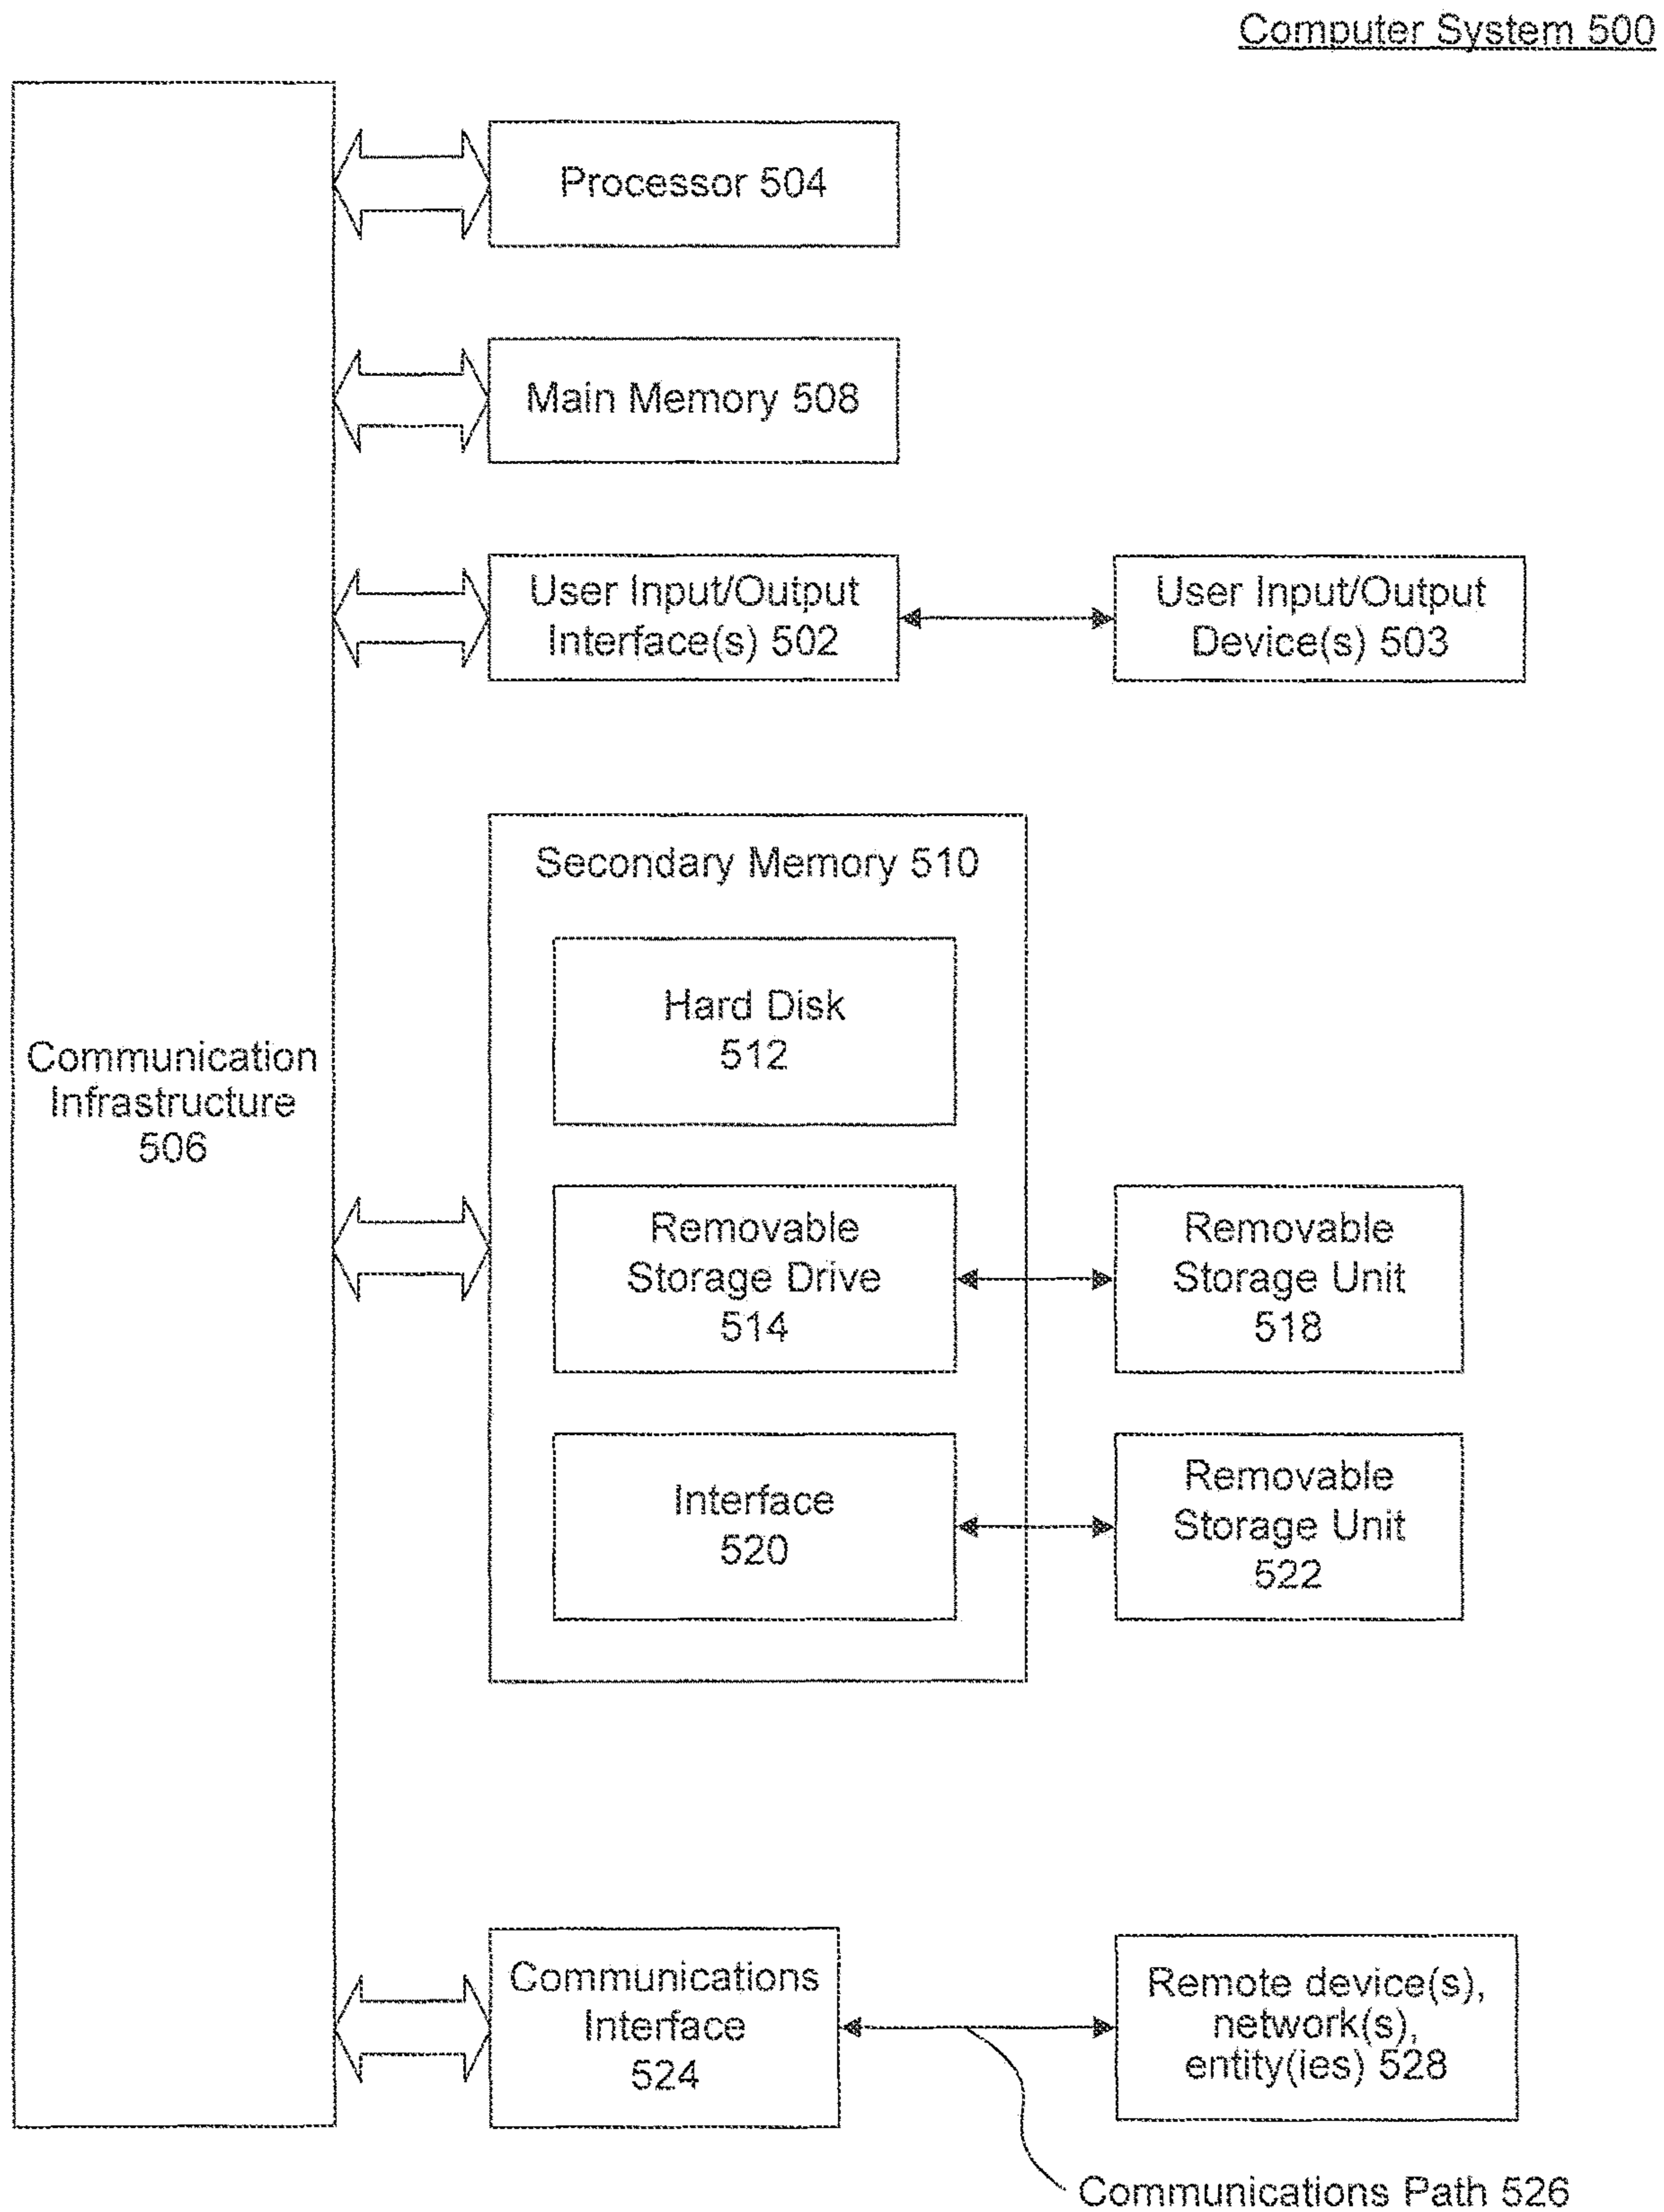 Computer System 500
Processor 504
Main Memory 508
User Input/Output
Interface(s) 502
User Input/Output
Device(s) 503
Secondary Memory 510
Hard Disk
512
Communication
Infrastructure
506
Removable
Storage Drive
514
Removable
Storage Unit
518
Interface
520
Removable
Storage Unit
522
Communications
Interface
524
Remote device(s),
network(s),
entity(ies) 528
Communications Path 526